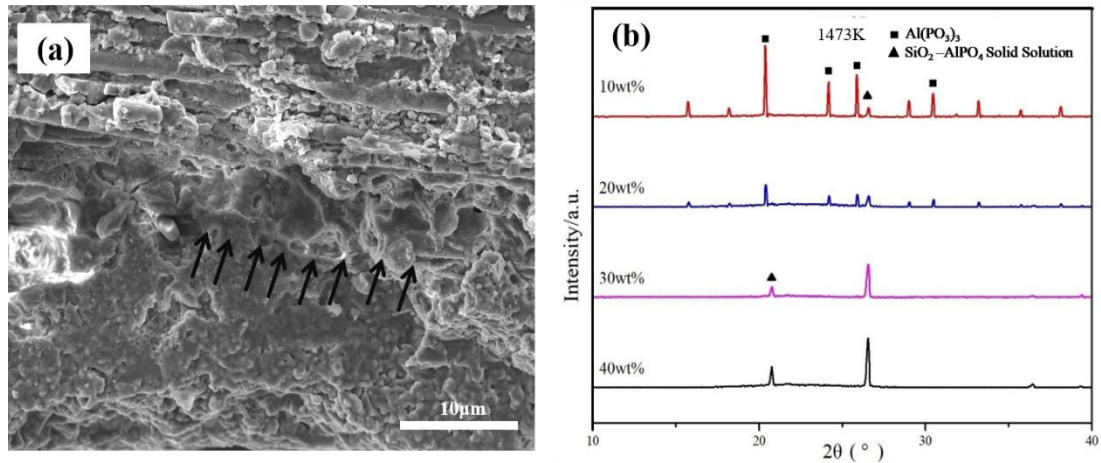 (a)
10μm
(b)
1473K
■ Al(PO₃)₃
▲ SiO₂–AlPO₄ Solid Solution
10wt%
20wt%
30wt%
40wt%
Intensity/a.u.
10 20 30 40
2θ ( ° )